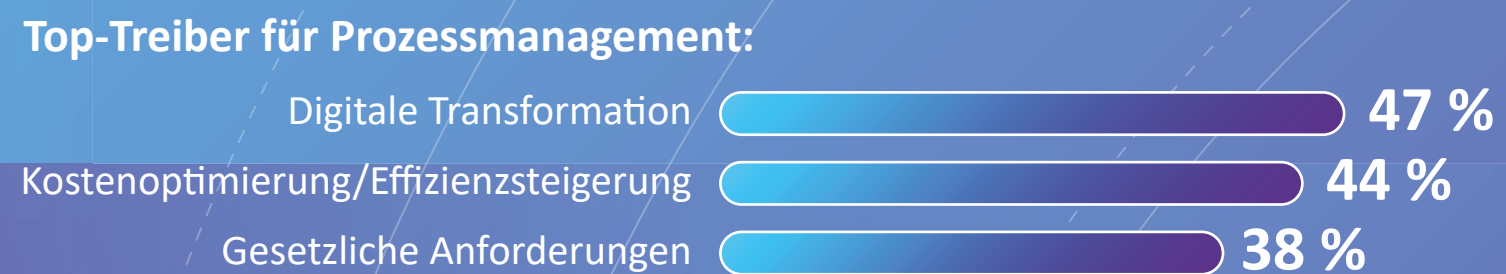 Top-Treiber für Prozessmanagement:
Digitale Transformation 47 %
Kostenoptimierung/Effizienzsteigerung 44 %
Gesetzliche Anforderungen 38 %